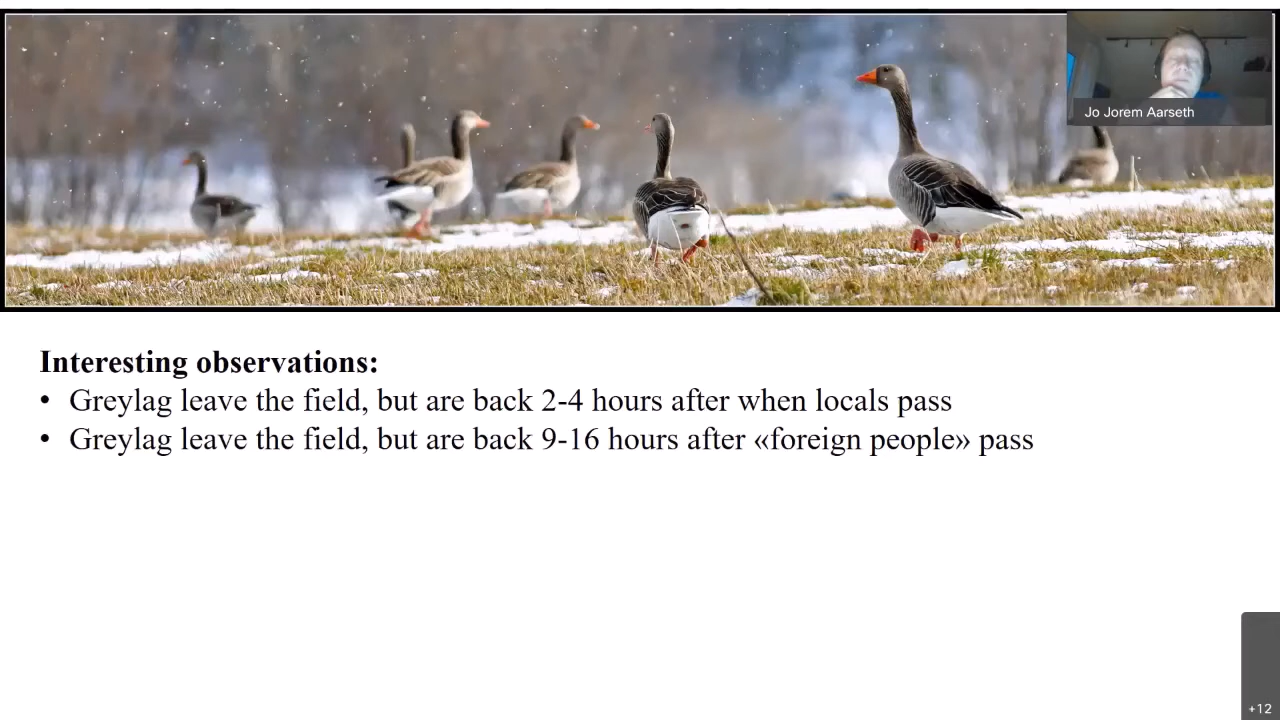 Jo Jorem Aarseth
Interesting observations:
• Greylag leave the field, but are back 2-4 hours after when locals pass
• Greylag leave the field, but are back 9-16 hours after «foreign people» pass
+12